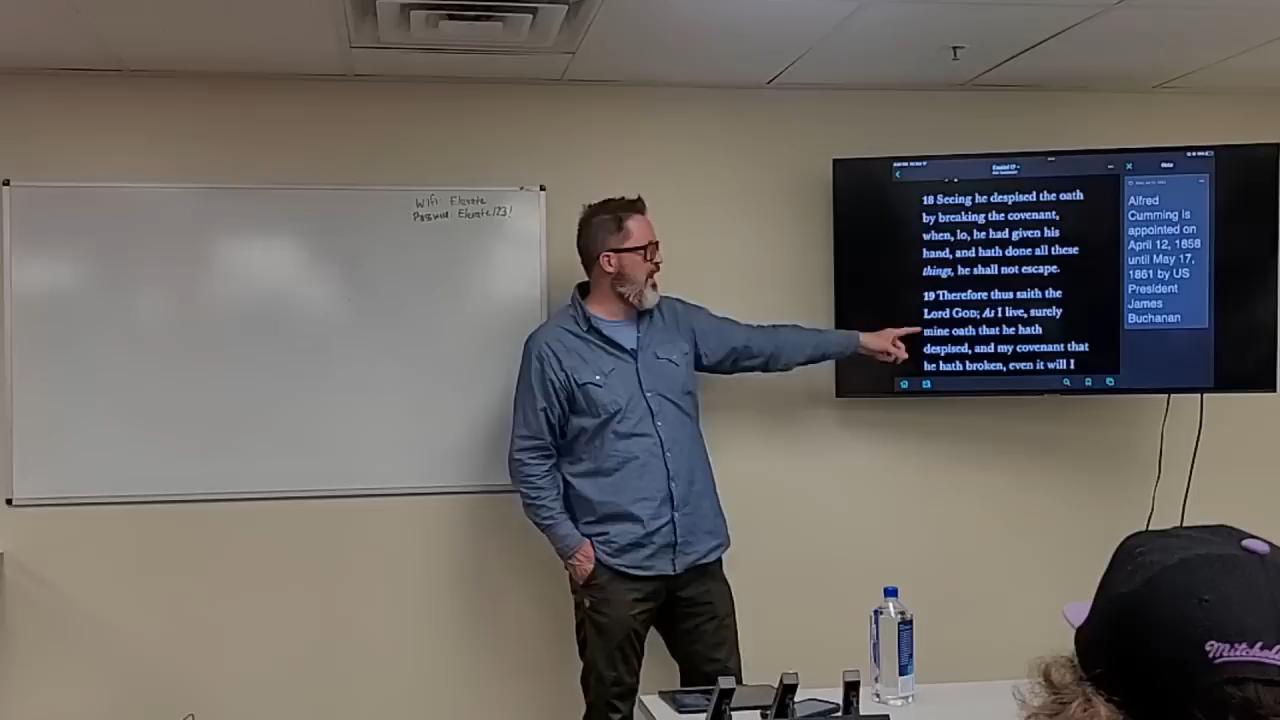 Wifi: Elevate
Elevate123!
Ezekiel 17
18 Seeing he despised the oath
by breaking the covenant,
when, lo, he had given his
hand, and hath done all these
things, he shall not escape.
19 Therefore thus saith the
Lord GOD; As I live, surely
mine oath that he hath
despised, and my covenant that
he hath broken, even it will I
Note
Alfred
Cumming is
appointed on
April 12, 1858
until May 17,
1861 by US
President
James
Buchanan